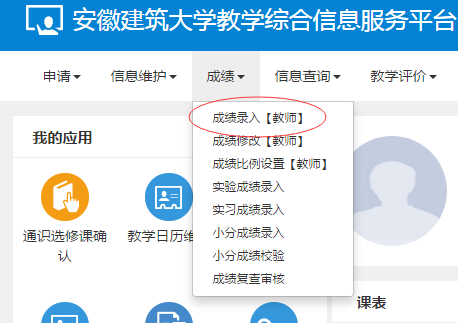 安徽建筑大学教学综合信息服务平台
申请 信息维护 成绩 信息查询 教学评价
成绩录入【教师】
成绩修改【教师】
成绩比例设置【教师】
实验成绩录入
实习成绩录入
小分成绩录入
小分成绩校验
成绩复查审核
我的应用
通识选修课确
认
教学日历维
课表